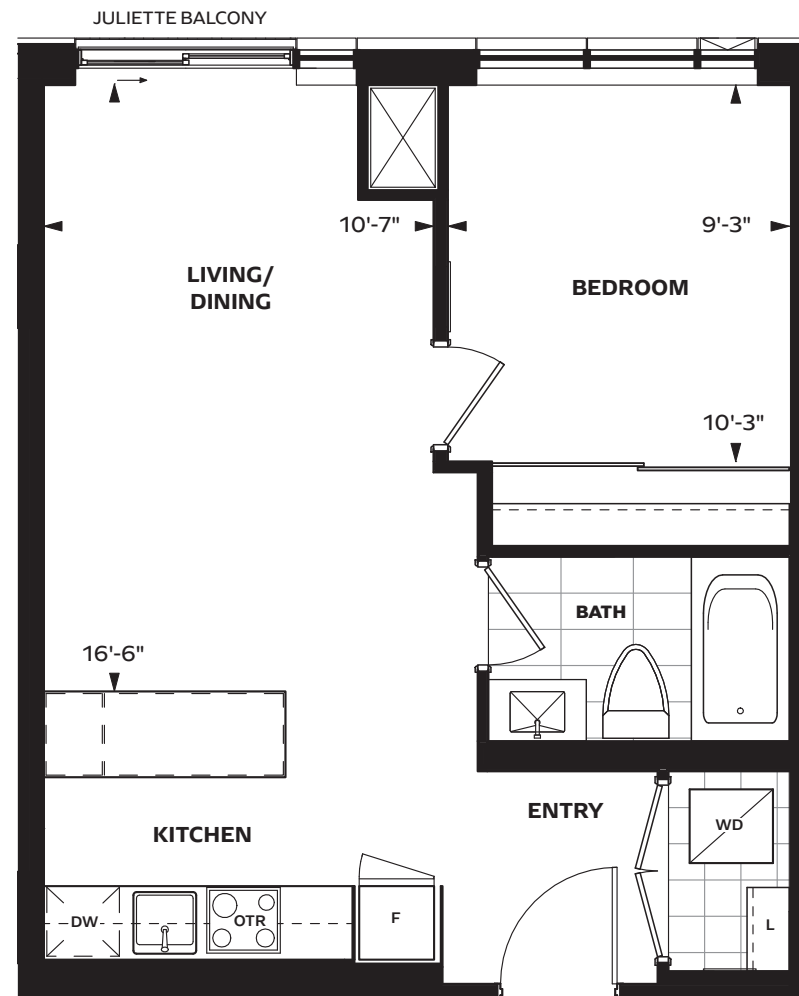 JULIETTE BALCONY
10'-7"
9'-3"
LIVING/
DINING
BEDROOM
10'-3"
BATH
16'-6"
ENTRY
KITCHEN
WD
DW
OTR
F
L